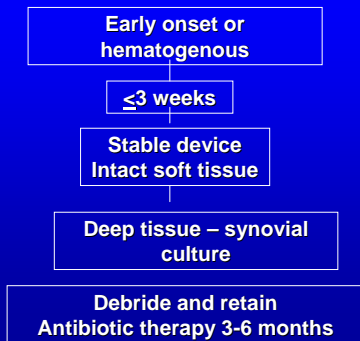 Early onset or
hematogenous
≤3 weeks
Stable device
Intact soft tissue
Deep tissue – synovial
culture
Debride and retain
Antibiotic therapy 3-6 months